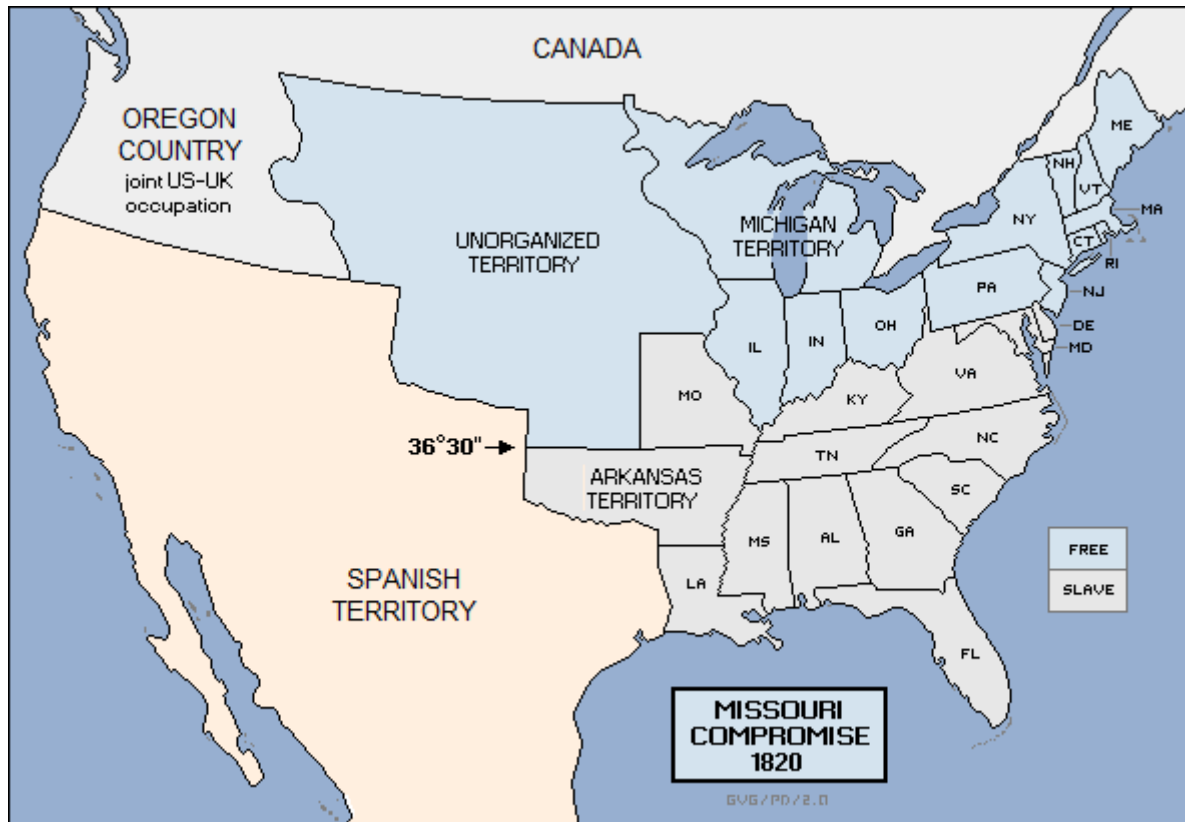 CANADA
OREGON
COUNTRY
joint US-UK
occupation
ME
NH
VT
NY
MA
MICHIGAN
TERRITORY
UNORGANIZED
TERRITORY
CT
RI
PA
NJ
OH
IL
IN
DE
MD
VA
MO
KY
36°30"
NC
TN
ARKANSAS
TERRITORY
SC
MS
AL
GA
FREE
SLAVE
LA
SPANISH
TERRITORY
FL
MISSOURI
COMPROMISE
1820
GVG/PD/2.0